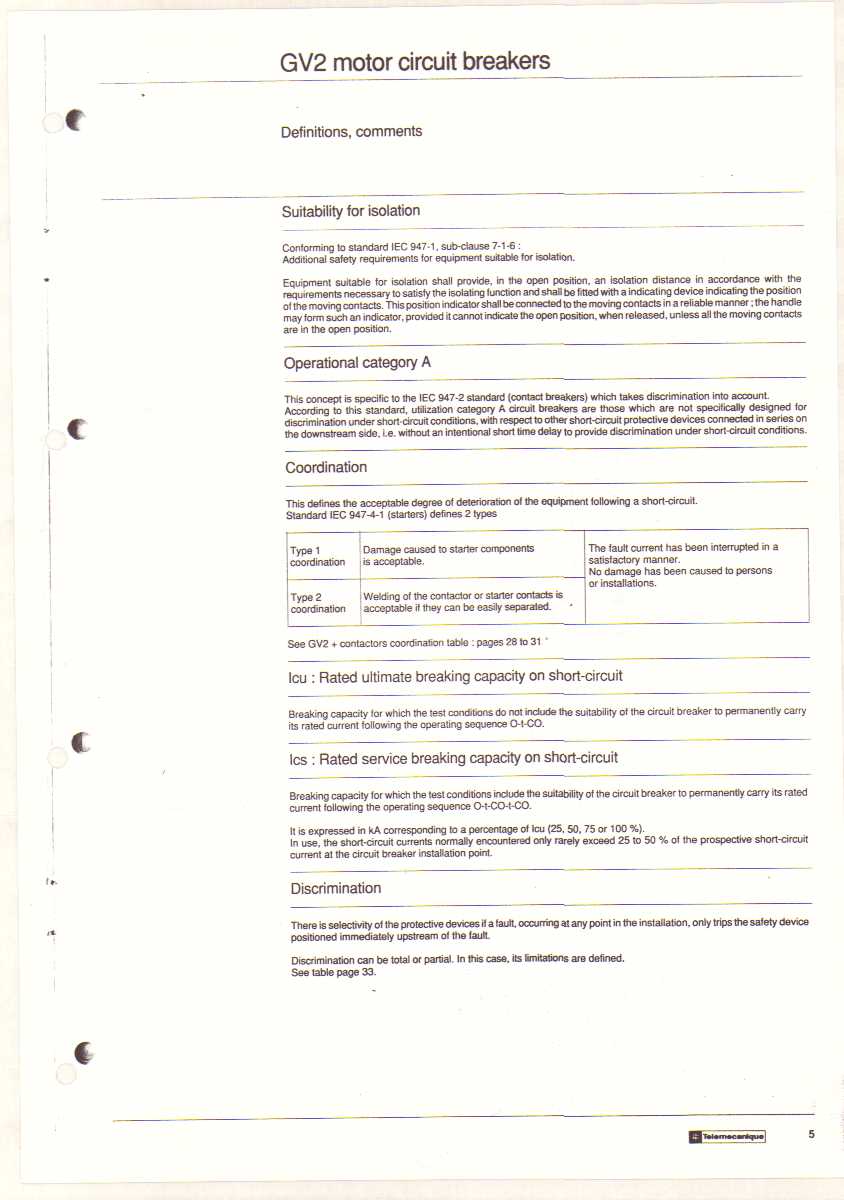 GV2 motor circuit breakers
Definitions, comments
Suitability for isolation
Conforming to standard IEC 947-1, sub-clause 7-1-6 :
Additional safety requirements for equipment suitable for isolation.
Equipment suitable for isolation shall provide, in the open position, an isolation distance in accordance with the
requirements necessary to satisfy the isolating function and shall be fitted with a indicating device indicating the position
of the moving contacts. This position indicator shall be connected to the moving contacts in a reliable manner ; the handle
may form such an indicator, provided it cannot indicate the open position, when released, unless all the moving contacts
are in the open position.
Operational category A
This concept is specific to the IEC 947-2 standard (contact breakers) which takes discrimination into account.
According to this standard, utilization category A circuit breakers are those which are not specifically designed for
discrimination under short-circuit conditions, with respect to other short-circuit protective devices connected in series on
the downstream side, i.e. without an intentional short time delay to provide discrimination under short-circuit conditions.
Coordination
This defines the acceptable degree of deterioration of the equipment following a short-circuit.
Standard IEC 947-4-1 (starters) defines 2 types
Type 1
coordination
Damage caused to starter components
is acceptable.
The fault current has been interrupted in a
satisfactory manner.
No damage has been caused to persons
or installations.
Type 2
coordination
Welding of the contactor or starter contacts is
acceptable if they can be easily separated.
See GV2 + contactors coordination table : pages 28 to 31
Icu : Rated ultimate breaking capacity on short-circuit
Breaking capacity for which the test conditions do not include the suitability of the circuit breaker to permanently carry
its rated current following the operating sequence O-t-CO.
Ics : Rated service breaking capacity on short-circuit
Breaking capacity for which the test conditions include the suitability of the circuit breaker to permanently carry its rated
current following the operating sequence O-t-CO-t-CO.
It is expressed in kA corresponding to a percentage of Icu (25, 50, 75 or 100 %).
In use, the short-circuit currents normally encountered only rarely exceed 25 to 50 % of the prospective short-circuit
current at the circuit breaker installation point.
Discrimination
There is selectivity of the protective devices if a fault, occurring at any point in the installation, only trips the safety device
positioned immediately upstream of the fault.
Discrimination can be total or partial. In this case, its limitations are defined.
See table page 33.
Telemecanique
5